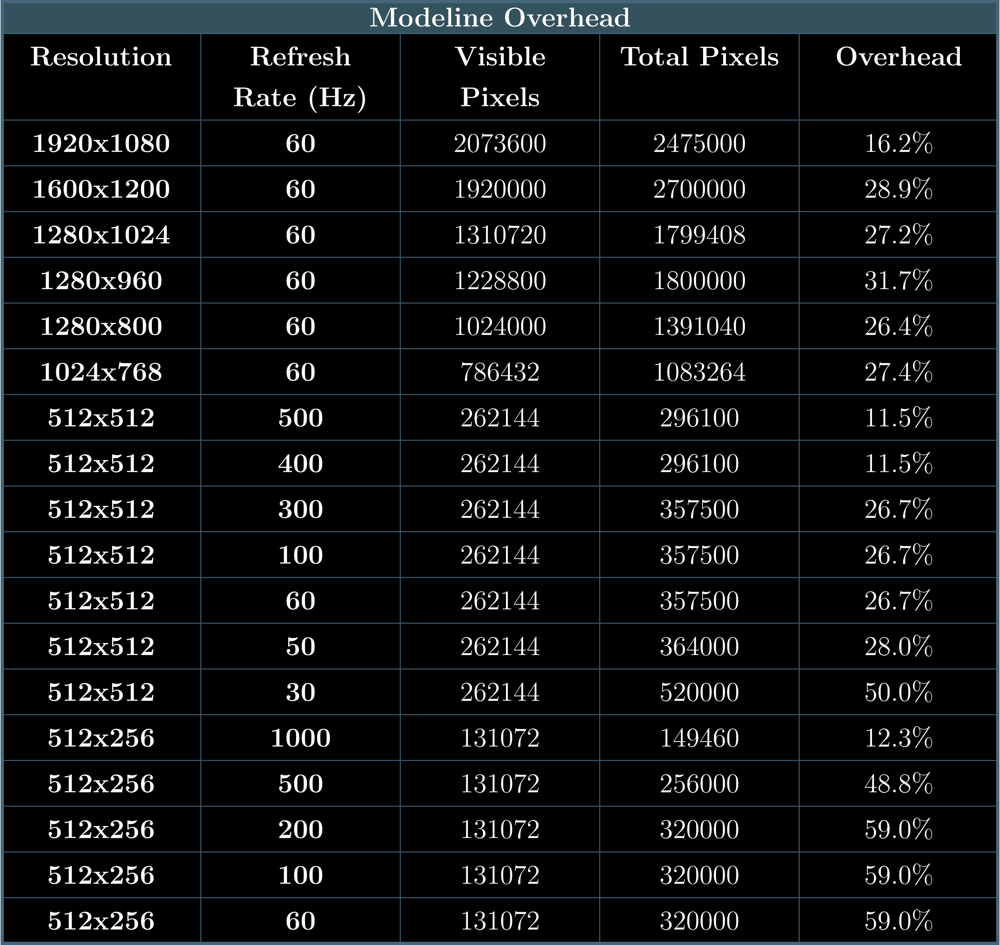 Modeline Overhead
Resolution Refresh Rate (Hz) Visible Pixels Total Pixels Overhead
1920x1080 60 2073600 2475000 16.2%
1600x1200 60 1920000 2700000 28.9%
1280x1024 60 1310720 1799408 27.2%
1280x960 60 1228800 1800000 31.7%
1280x800 60 1024000 1391040 26.4%
1024x768 60 786432 1083264 27.4%
512x512 500 262144 296100 11.5%
512x512 400 262144 296100 11.5%
512x512 300 262144 357500 26.7%
512x512 100 262144 357500 26.7%
512x512 60 262144 357500 26.7%
512x512 50 262144 364000 28.0%
512x512 30 262144 520000 50.0%
512x256 1000 131072 149460 12.3%
512x256 500 131072 256000 48.8%
512x256 200 131072 320000 59.0%
512x256 100 131072 320000 59.0%
512x256 60 131072 320000 59.0%